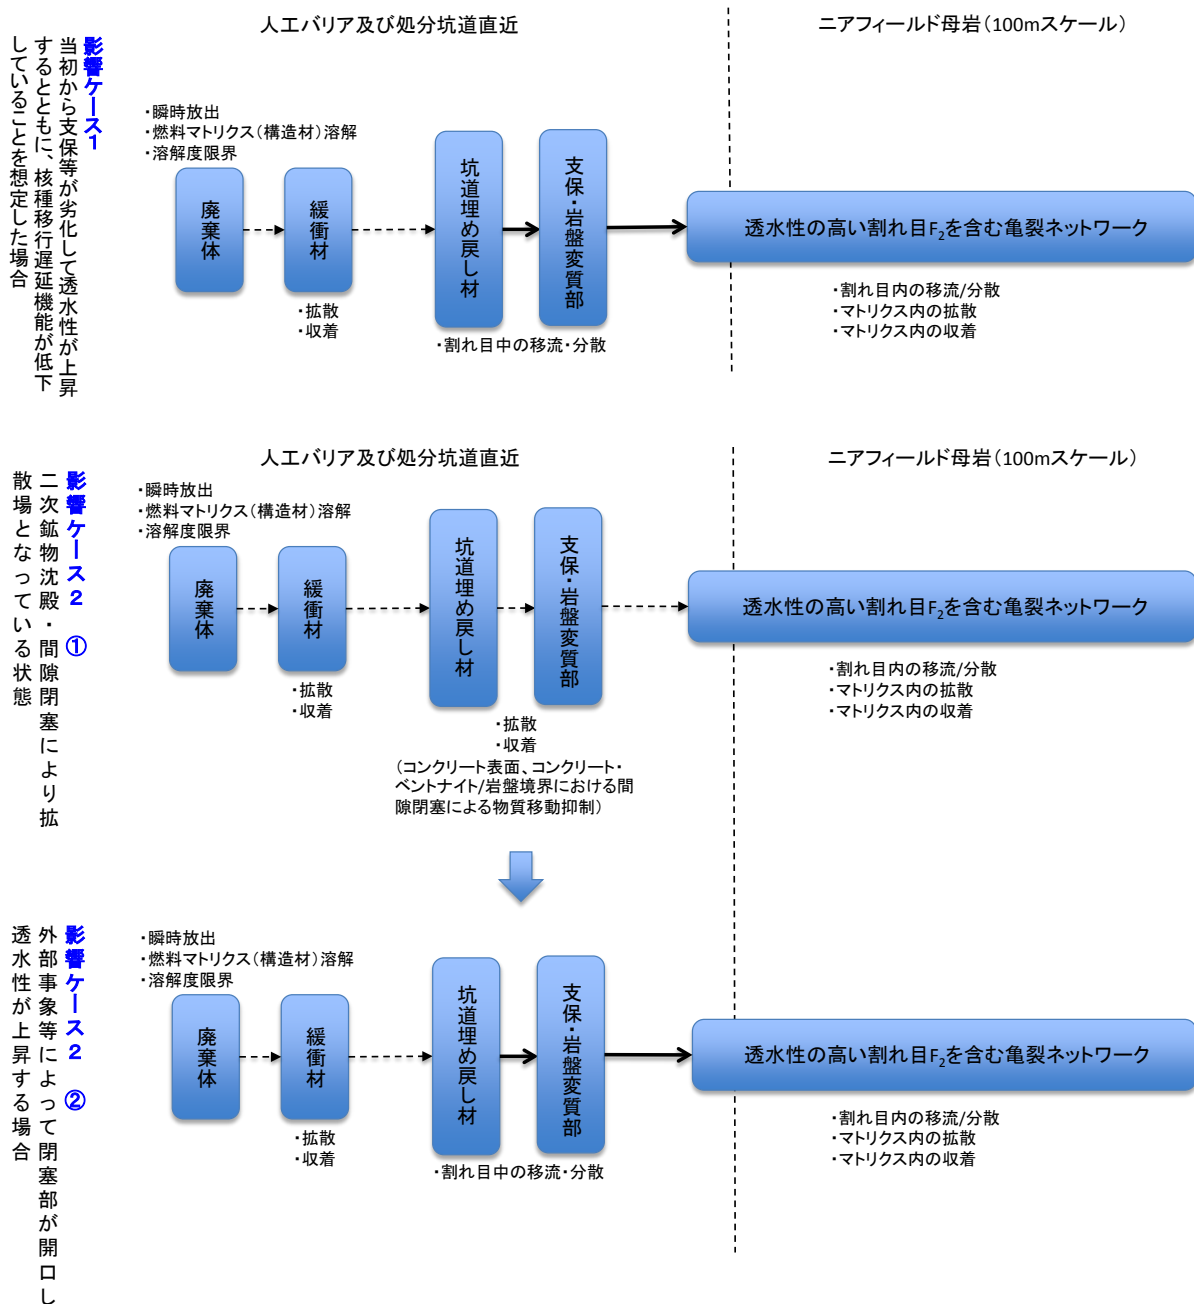 影響ケース1
当初から支保等が劣化して透水性が上昇
するとともに、核種移行遅延機能が低下
していることを想定した場合
人工バリア及び処分坑道直近
ニアフィールド母岩(100mスケール)
・瞬時放出
・燃料マトリクス(構造材)溶解
・溶解度限界
廃棄体
緩衝材
坑道埋め戻し材
支保・岩盤変質部
透水性の高い割れ目F₂を含む亀裂ネットワーク
・拡散
・収着
・割れ目中の移流・分散
・割れ目内の移流/分散
・マトリクス内の拡散
・マトリクス内の収着
影響ケース2 ①
二次鉱物沈殿・間隙閉塞により拡
散場となっている状態
人工バリア及び処分坑道直近
ニアフィールド母岩(100mスケール)
・瞬時放出
・燃料マトリクス(構造材)溶解
・溶解度限界
廃棄体
緩衝材
坑道埋め戻し材
支保・岩盤変質部
透水性の高い割れ目F₂を含む亀裂ネットワーク
・拡散
・収着
・拡散
・収着
(コンクリート表面、コンクリート・
ベントナイト/岩盤境界における間
隙閉塞による物質移動抑制)
・割れ目内の移流/分散
・マトリクス内の拡散
・マトリクス内の収着
影響ケース2 ②
外部事象等によって閉塞部が開口し
透水性が上昇する場合
・瞬時放出
・燃料マトリクス(構造材)溶解
・溶解度限界
廃棄体
緩衝材
坑道埋め戻し材
支保・岩盤変質部
透水性の高い割れ目F₂を含む亀裂ネットワーク
・拡散
・収着
・割れ目中の移流・分散
・割れ目内の移流/分散
・マトリクス内の拡散
・マトリクス内の収着